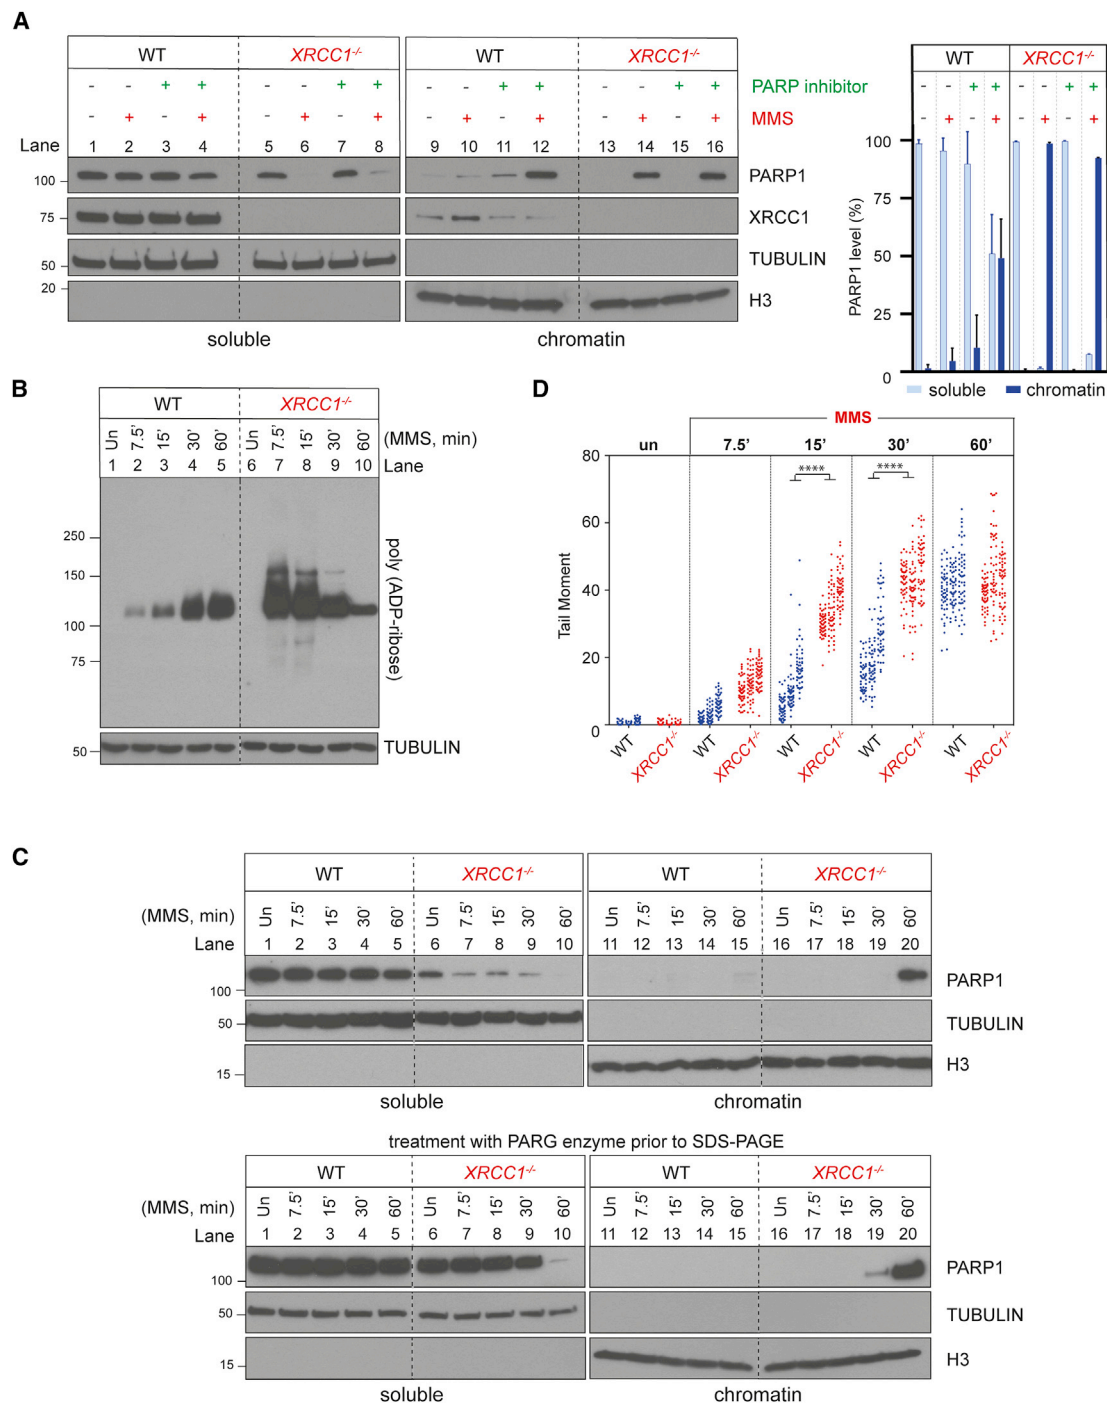 A
WT XRCC1-/- WT XRCC1-/-
- - + + - - + + - - + + - - + + PARP inhibitor
- + - + - + - + - + - + - + - + MMS
Lane 1 2 3 4 5 6 7 8 9 10 11 12 13 14 15 16
100 PARP1
75 XRCC1
50 TUBULIN
20 H3
soluble chromatin
WT XRCC1-/-
- - + + - - + +
- + - + - + - +
PARP1 level (%)
100
75
50
25
0
soluble chromatin
B
WT XRCC1-/-
Un 7.5' 15' 30' 60' Un 7.5' 15' 30' 60' (MMS, min)
1 2 3 4 5 6 7 8 9 10 Lane
250
150
100
75
poly (ADP-ribose)
50 TUBULIN
D
MMS
un 7.5' 15' 30' 60'
**** ****
Tail Moment
80
60
40
20
0
WT XRCC1-/- WT XRCC1-/- WT XRCC1-/- WT XRCC1-/- WT XRCC1-/-
C
WT XRCC1-/- WT XRCC1-/-
(MMS, min) Un 7.5' 15' 30' 60' Un 7.5' 15' 30' 60' Un 7.5' 15' 30' 60' Un 7.5' 15' 30' 60'
Lane 1 2 3 4 5 6 7 8 9 10 11 12 13 14 15 16 17 18 19 20
100 PARP1
50 TUBULIN
15 H3
soluble chromatin
treatment with PARG enzyme prior to SDS-PAGE
WT XRCC1-/- WT XRCC1-/-
(MMS, min) Un 7.5' 15' 30' 60' Un 7.5' 15' 30' 60' Un 7.5' 15' 30' 60' Un 7.5' 15' 30' 60'
Lane 1 2 3 4 5 6 7 8 9 10 11 12 13 14 15 16 17 18 19 20
100 PARP1
50 TUBULIN
15 H3
soluble chromatin